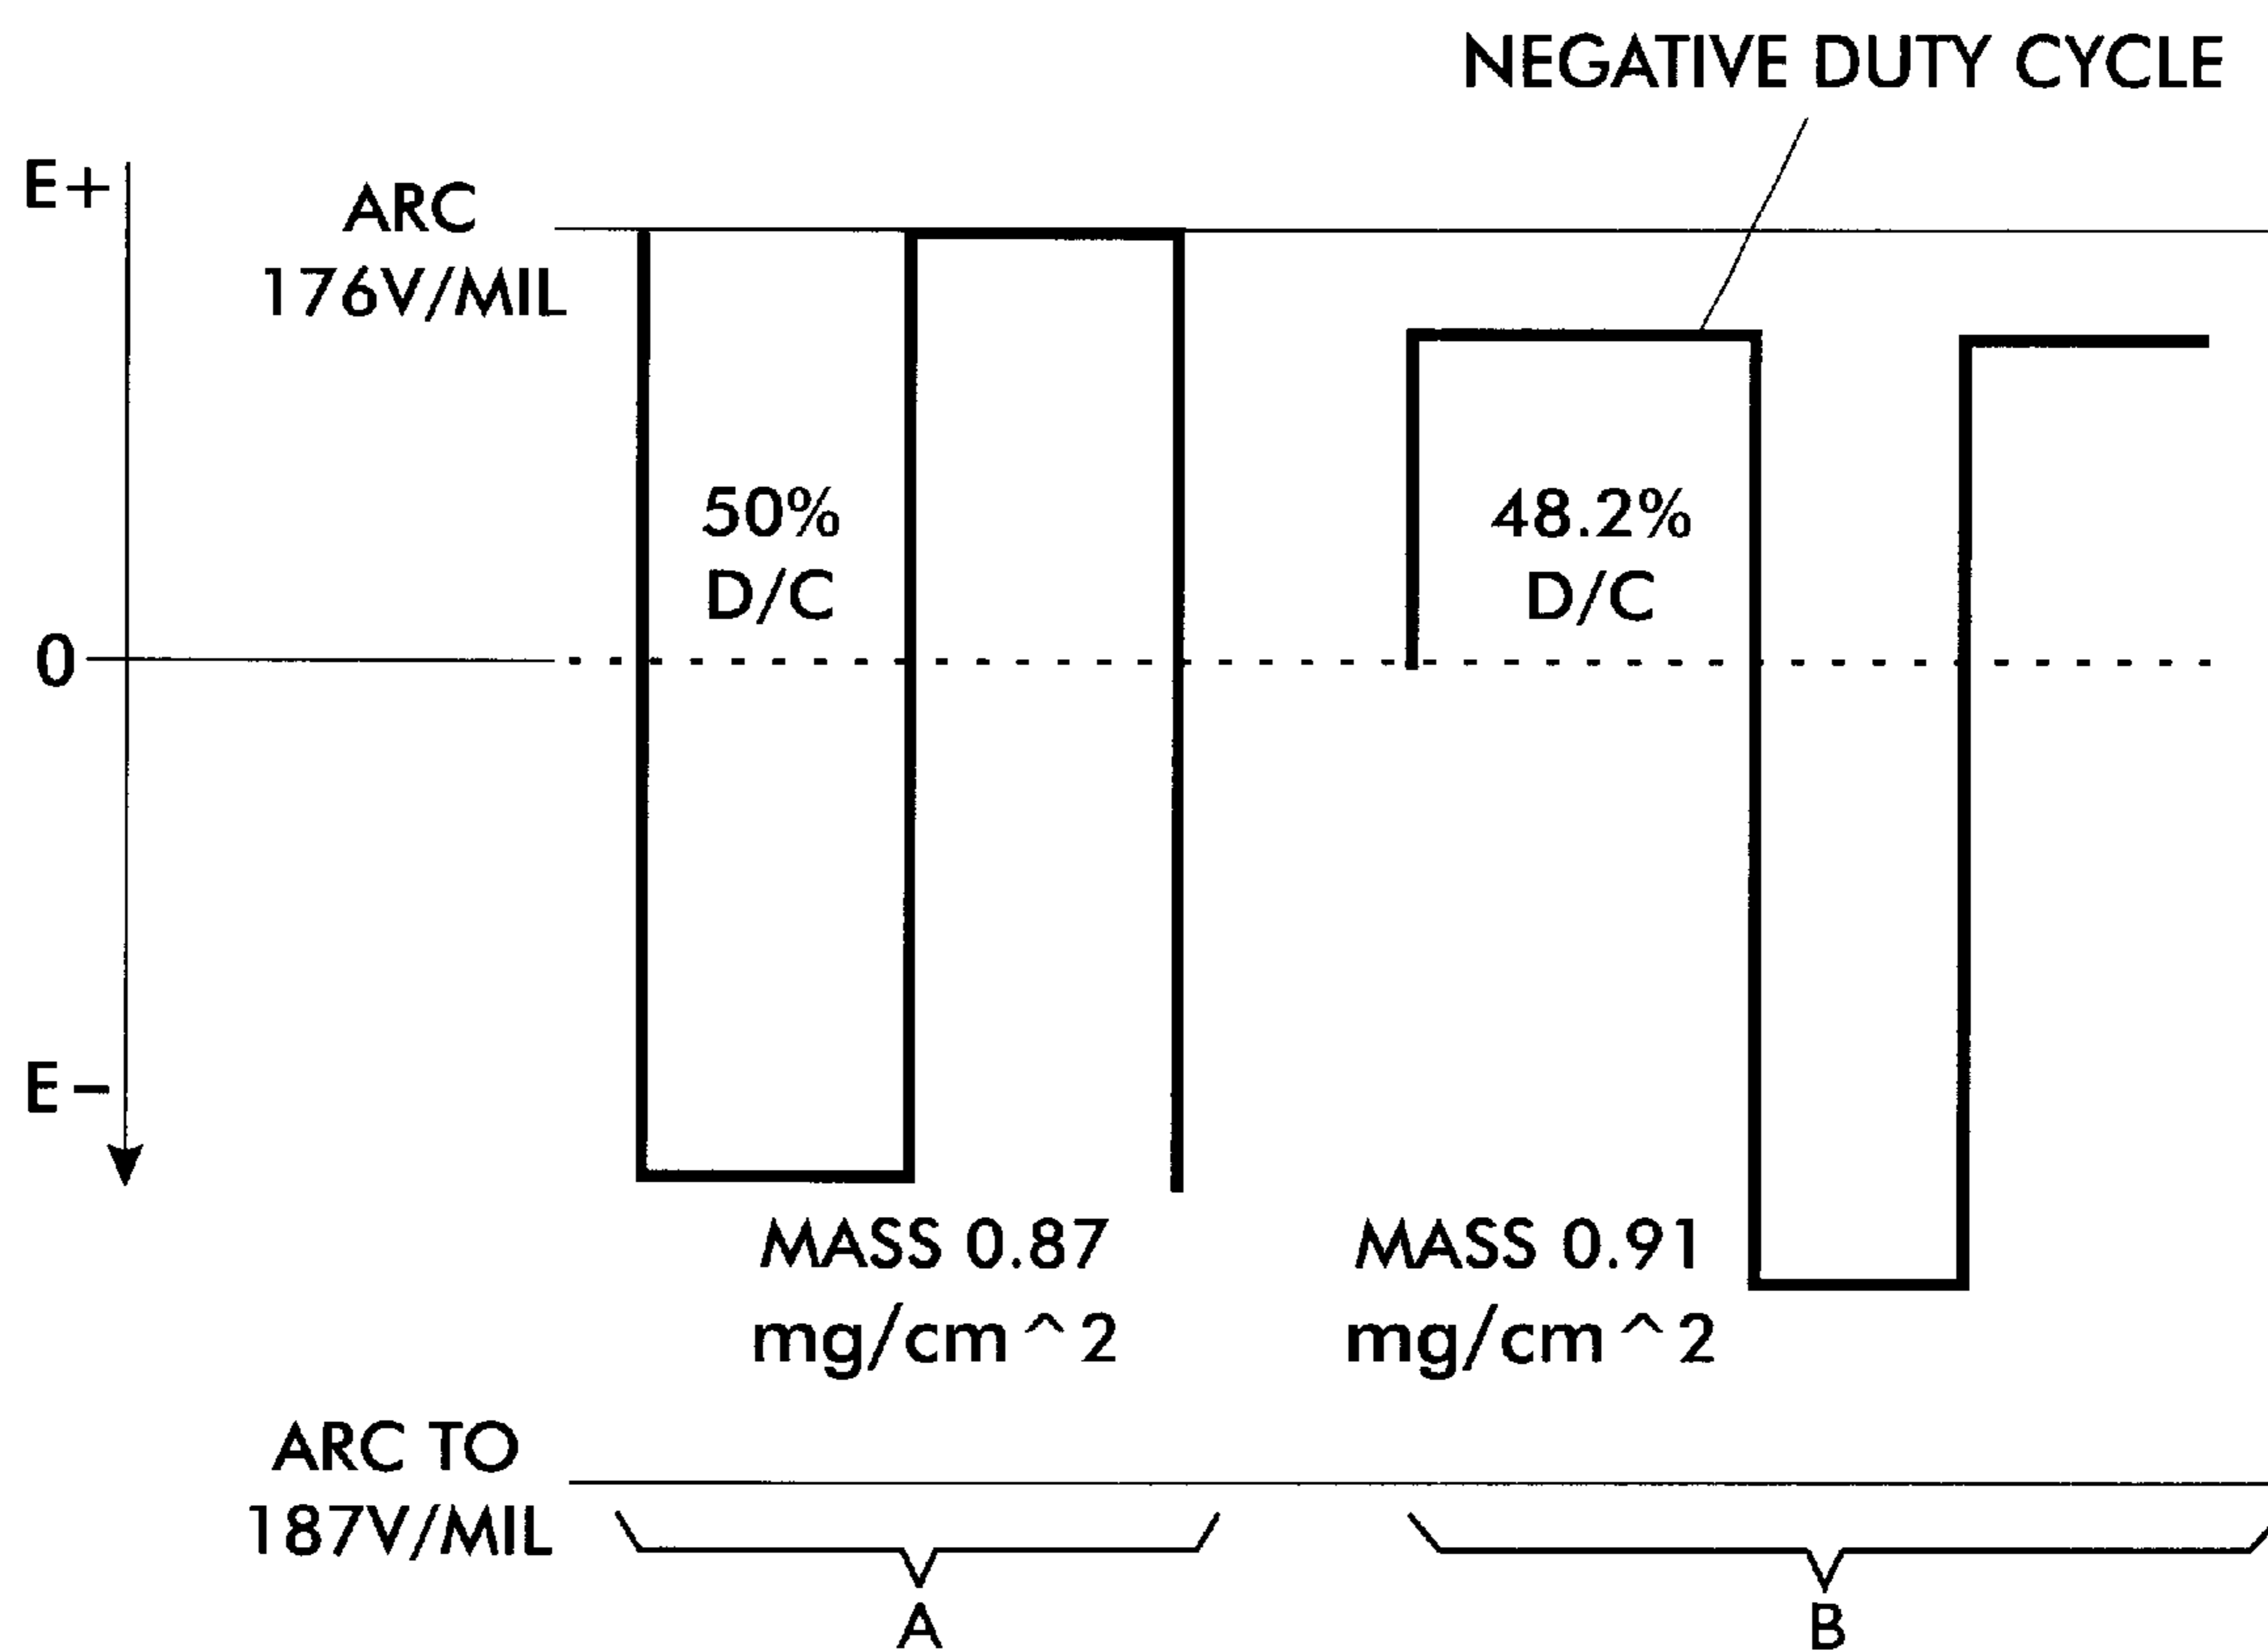 NEGATIVE DUTY CYCLE
E+
ARC
176V/MIL
50%
D/C
48.2%
D/C
0
E-
MASS 0.87
mg/cm^2
MASS 0.91
mg/cm^2
ARC TO
187V/MIL
A
B